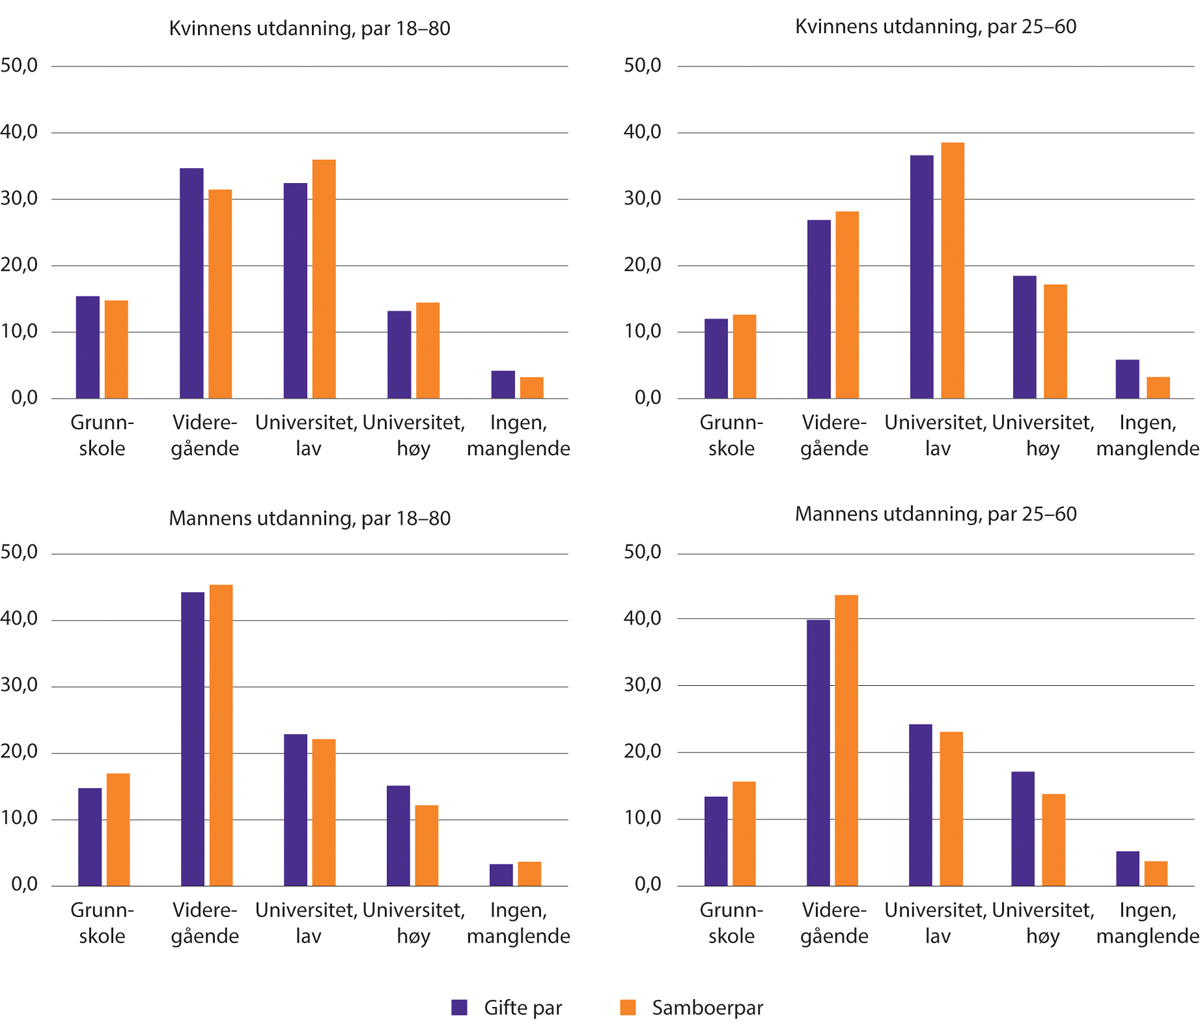 Kvinnens utdanning, par 18–80
50,0
40,0
30,0
20,0
10,0
0,0
Grunn-
skole
Videre-
gående
Universitet,
lav
Universitet,
høy
Ingen,
manglende
Kvinnens utdanning, par 25–60
50,0
40,0
30,0
20,0
10,0
0,0
Grunn-
skole
Videre-
gående
Universitet,
lav
Universitet,
høy
Ingen,
manglende
Mannens utdanning, par 18–80
50,0
40,0
30,0
20,0
10,0
0,0
Grunn-
skole
Videre-
gående
Universitet,
lav
Universitet,
høy
Ingen,
manglende
Mannens utdanning, par 25–60
50,0
40,0
30,0
20,0
10,0
0,0
Grunn-
skole
Videre-
gående
Universitet,
lav
Universitet,
høy
Ingen,
manglende
Gifte par
Samboerpar